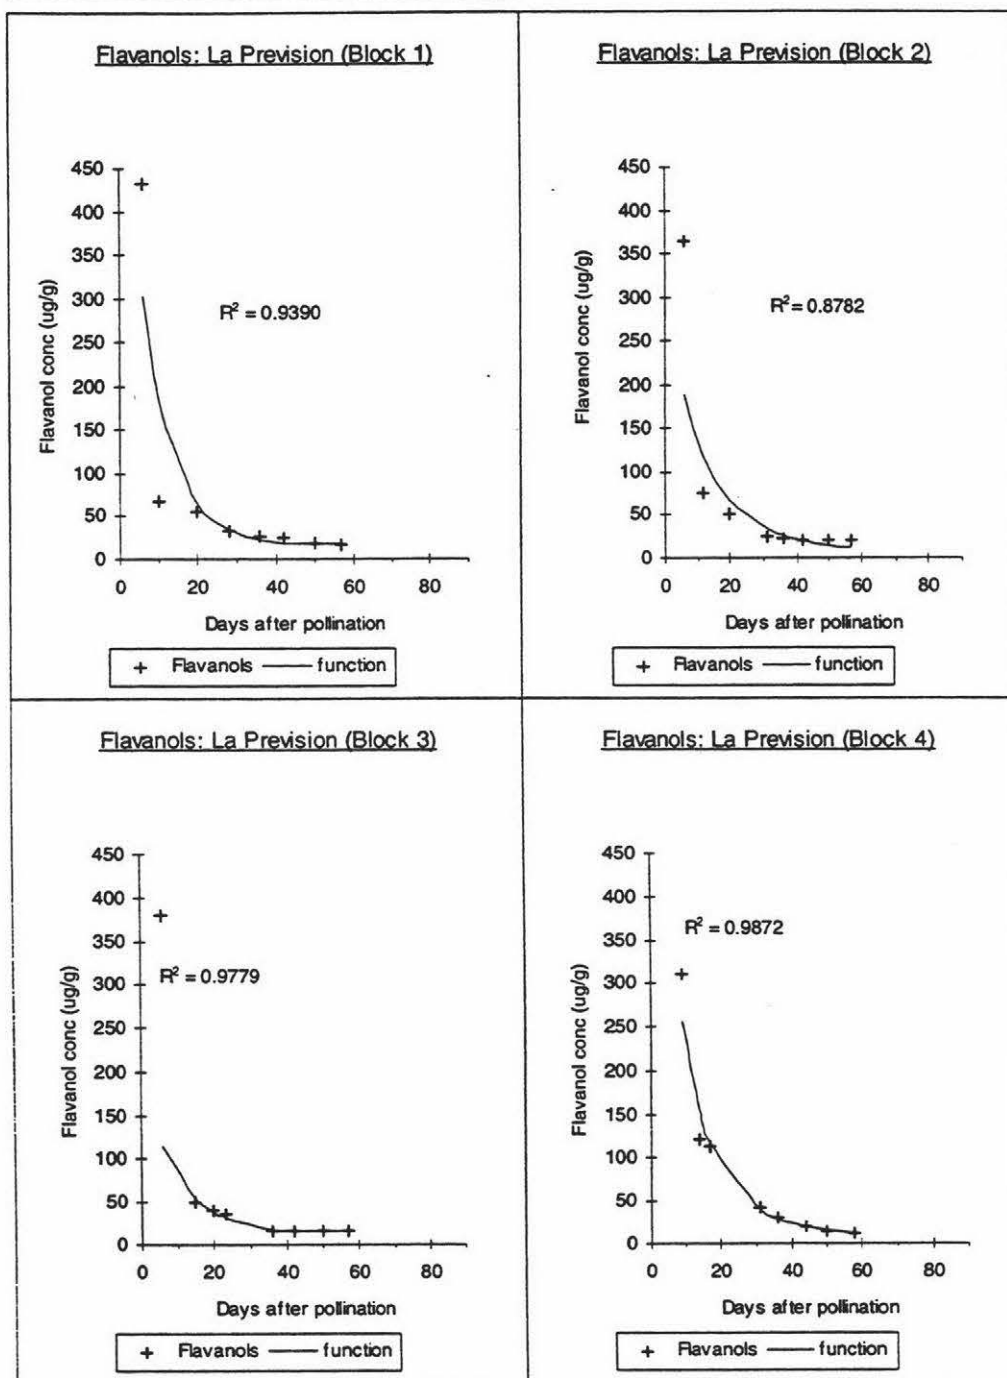 Flavanols: La Prevision (Block 1)
450
400
350
300
250
200
150
100
50
0
Flavanol conc (ug/g)
R² = 0.9390
0 20 40 60 80
Days after pollination
+ Flavanols — function
Flavanols: La Prevision (Block 2)
450
400
350
300
250
200
150
100
50
0
Flavanol conc (ug/g)
R² = 0.8782
0 20 40 60 80
Days after pollination
+ Flavanols — function
Flavanols: La Prevision (Block 3)
450
400
350
300
250
200
150
100
50
0
Flavanol conc (ug/g)
R² = 0.9779
0 20 40 60 80
Days after pollination
+ Flavanols — function
Flavanols: La Prevision (Block 4)
450
400
350
300
250
200
150
100
50
0
Flavanol conc (ug/g)
R² = 0.9872
0 20 40 60 80
Days after pollination
+ Flavanols — function